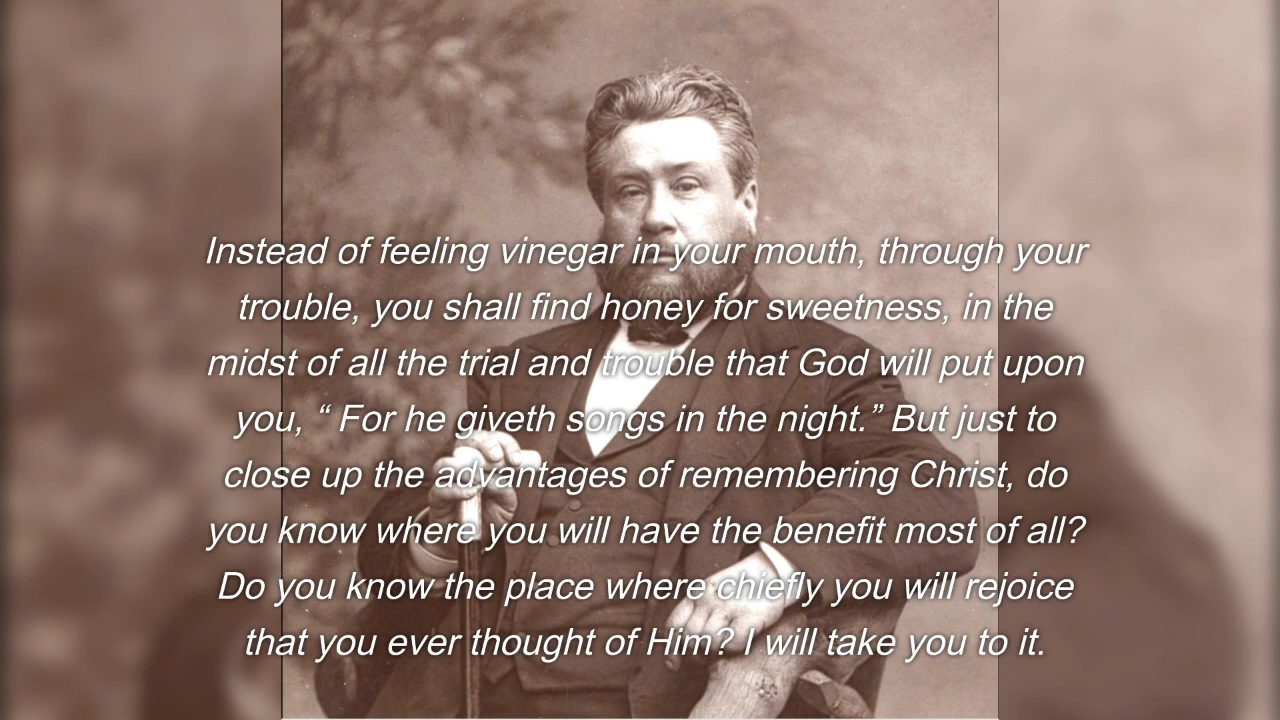 Instead of feeling vinegar in your mouth, through your
trouble, you shall find honey for sweetness, in the
midst of all the trial and trouble that God will put upon
you, “ For he giveth songs in the night.” But just to
close up the advantages of remembering Christ, do
you know where you will have the benefit most of all?
Do you know the place where chiefly you will rejoice
that you ever thought of Him? I will take you to it.